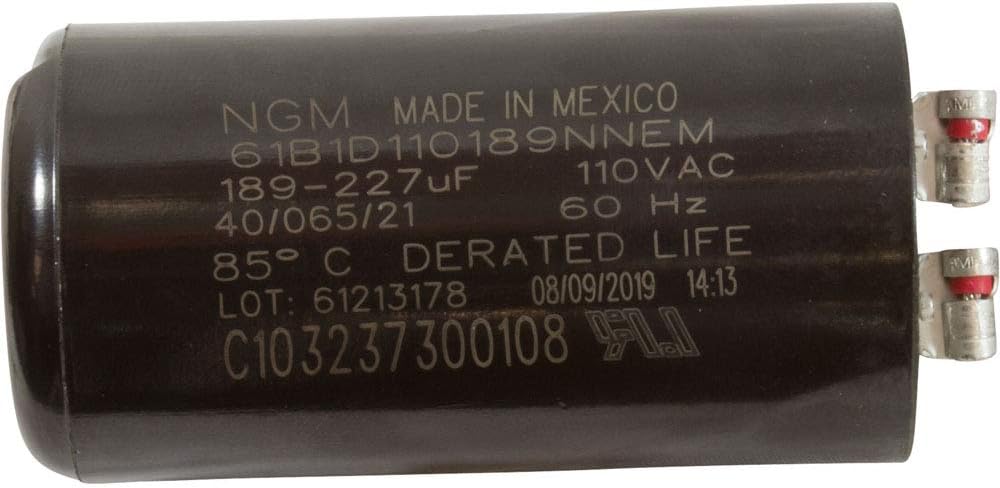 NGM MADE IN MEXICO
61B1D110189NNEM
189-227uF 110VAC
40/065/21 60 Hz
85° C DERATED LIFE
LOT: 61213178 08/09/2019 14:13
C103237300108